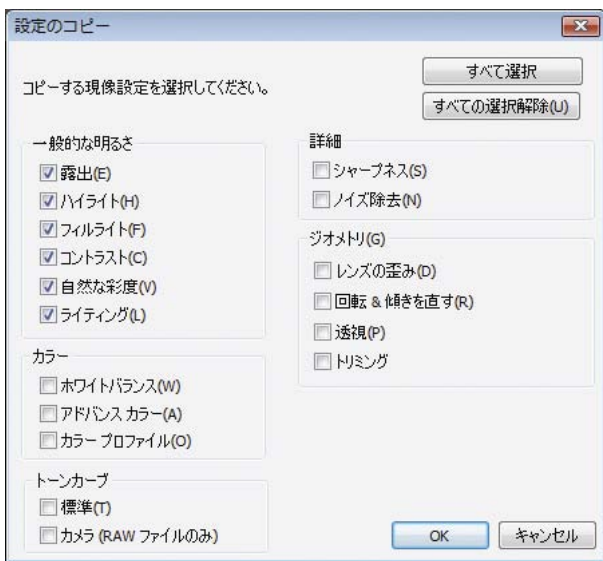 設定のコピー
コピーする現像設定を選択してください。
すべて選択
すべての選択解除(U)
一般的な明るさ
露出(E)
ハイライト(H)
フィルライト(F)
コントラスト(C)
自然な彩度(V)
ライティング(L)
カラー
ホワイトバランス(W)
アドバンス カラー(A)
カラー プロファイル(O)
トーンカーブ
標準(T)
カメラ (RAW ファイルのみ)
詳細
シャープネス(S)
ノイズ除去(N)
ジオメトリ(G)
レンズの歪み(D)
回転 & 傾きを直す(R)
透視(P)
トリミング
OK
キャンセル